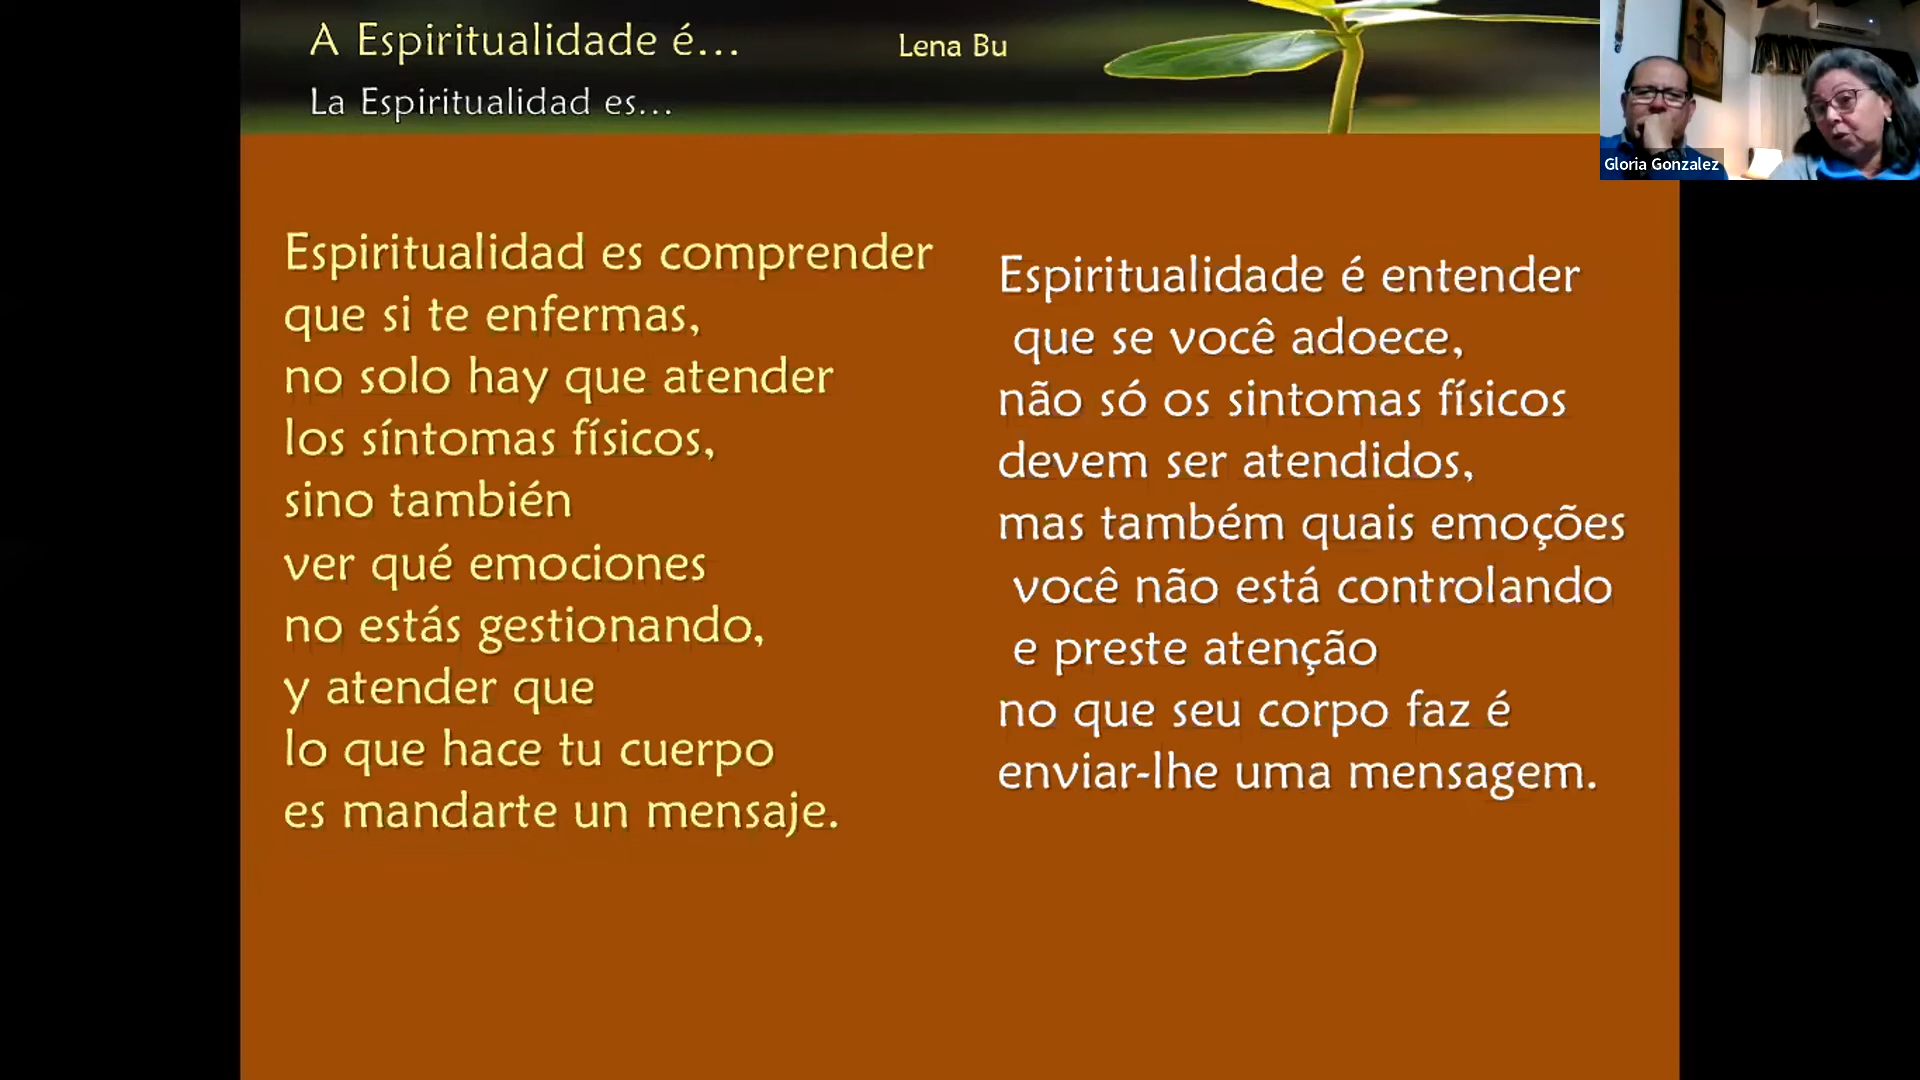 A Espiritualidade é...
Lena Bu
La Espiritualidad es...
Gloria Gonzalez
Espiritualidad es comprender
que si te enfermas,
no solo hay que atender
los síntomas físicos,
sino también
ver qué emociones
no estás gestionando,
y atender que
lo que hace tu cuerpo
es mandarte un mensaje.
Espiritualidade é entender
que se você adoece,
não só os sintomas físicos
devem ser atendidos,
mas também quais emoções
você não está controlando
e preste atenção
no que seu corpo faz é
enviar-lhe uma mensagem.